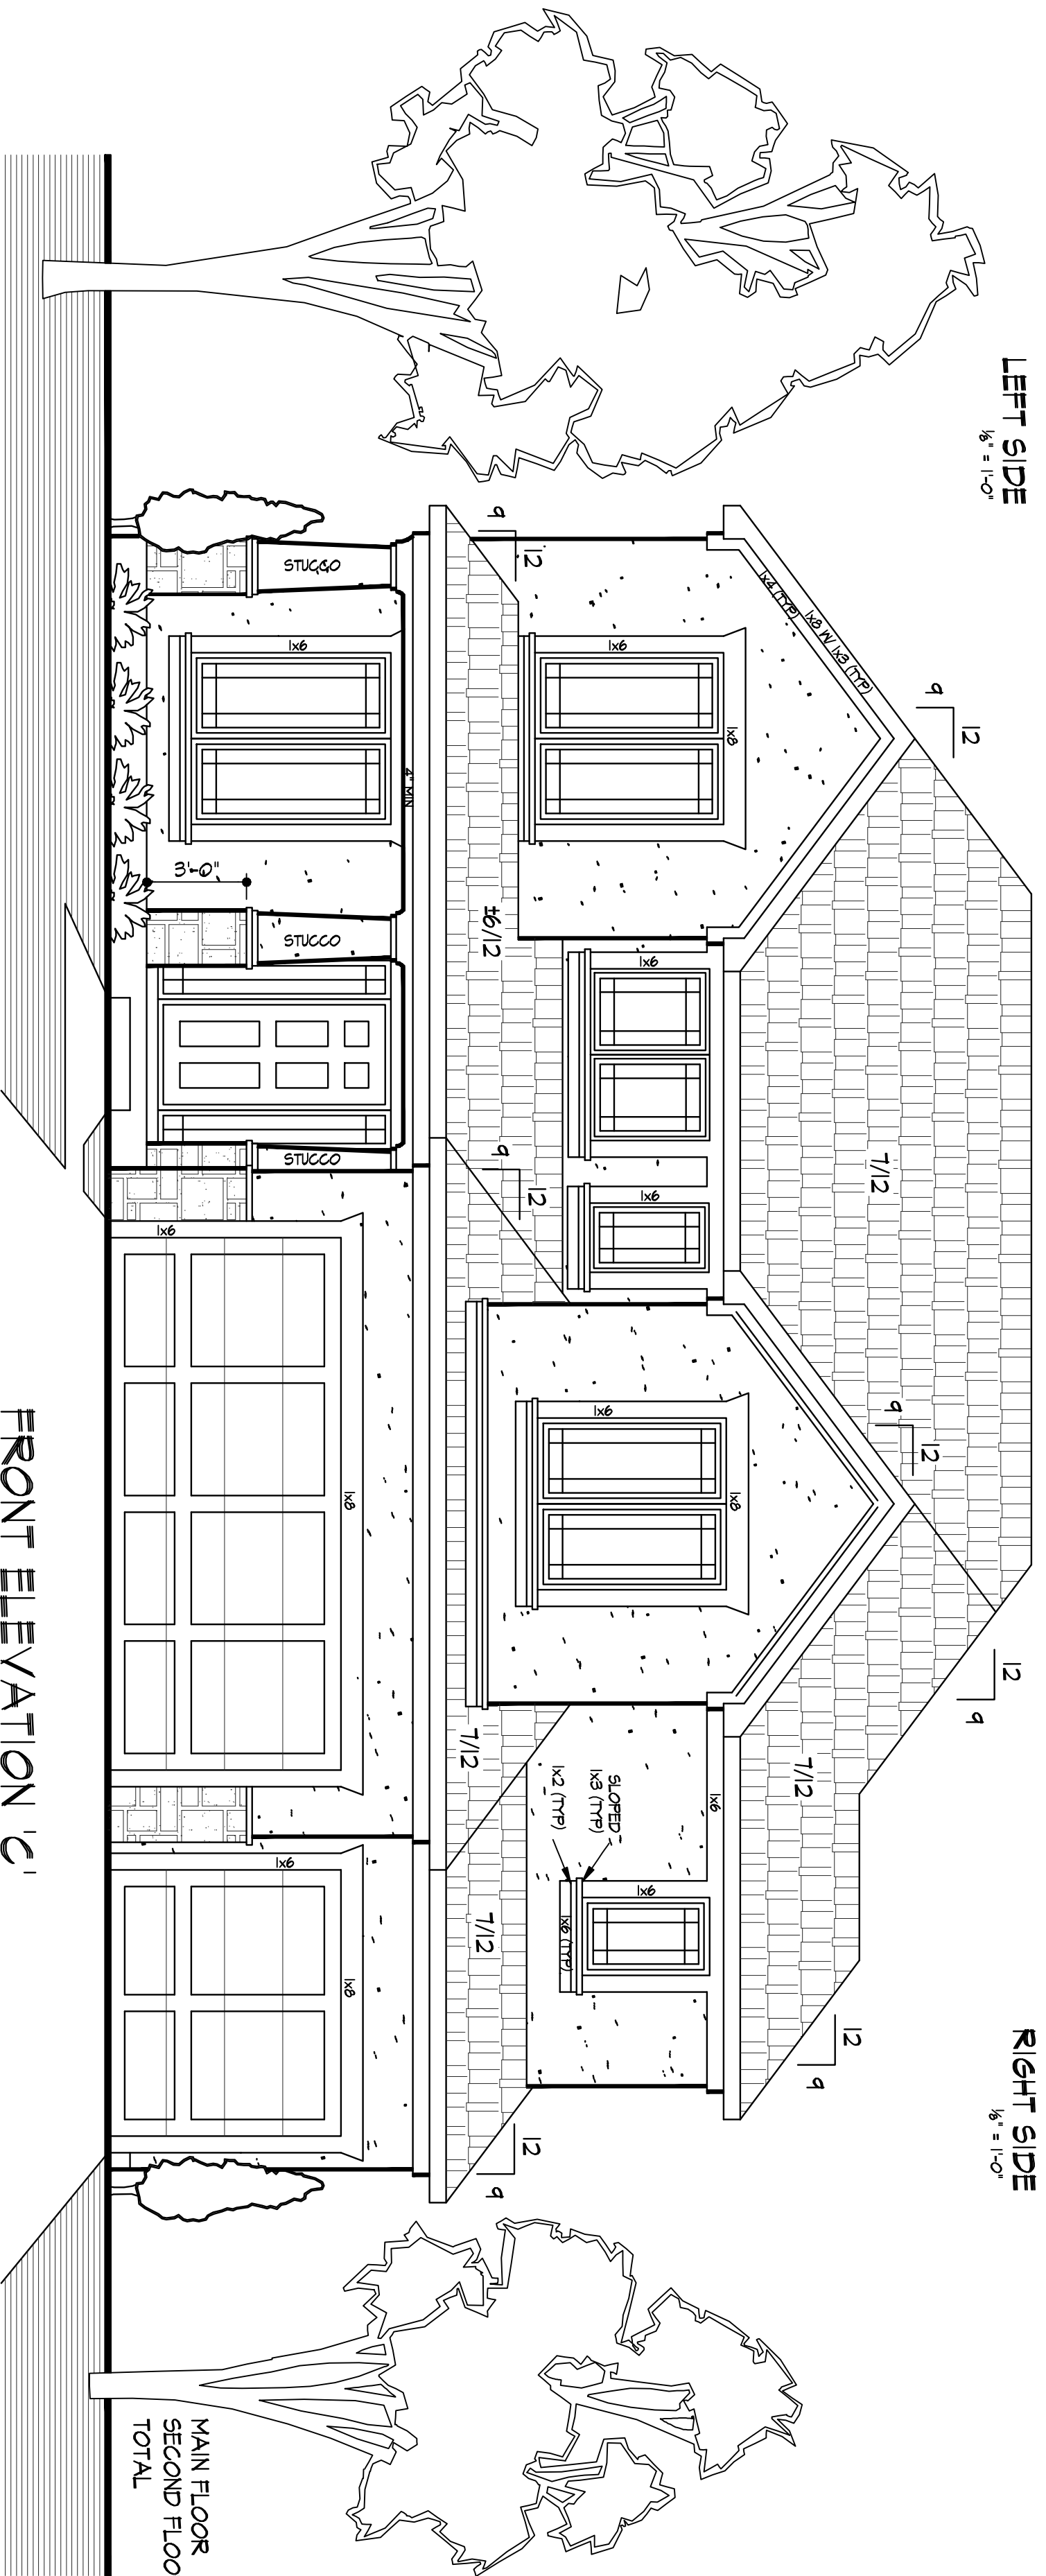 LEFT SIDE
⅛" = 1'-0"
RIGHT SIDE
⅛" = 1'-0"
12
9
12
9
12
9
12
9
7/12
7/12
1x8 W/ 1x3 (TYP)
1x4 (TYP)
1x8
1x6
1x6
1x6
1x8
1x6
1x6
SLOPED
1x3 (TYP)
1x2 (TYP)
1x6
1x6 (TYP)
12
9
±6/12
12
9
7/12
7/12
12
9
4" MIN
STUCCO
1x6
STUCCO
STUCCO
3'-0"
1x6
1x8
1x6
1x8
FRONT ELEVATION 'C'
MAIN FLOOR
SECOND FLOO
TOTAL